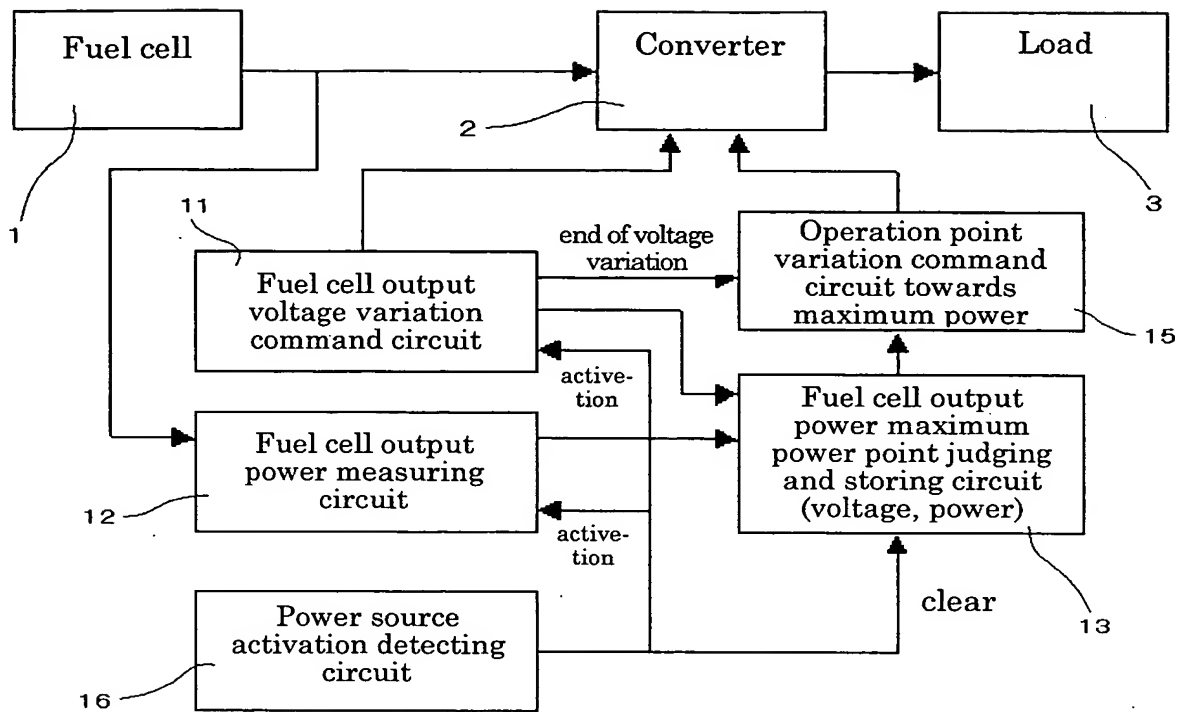 Fuel cell
Converter
Load
1
2
3
11
Fuel cell output
voltage variation
command circuit
end of voltage
variation
Operation point
variation command
circuit towards
maximum power
15
active-
tion
Fuel cell output
power measuring
circuit
12
active-
tion
Fuel cell output
power maximum
power point judging
and storing circuit
(voltage, power)
13
clear
Power source
activation detecting
circuit
16